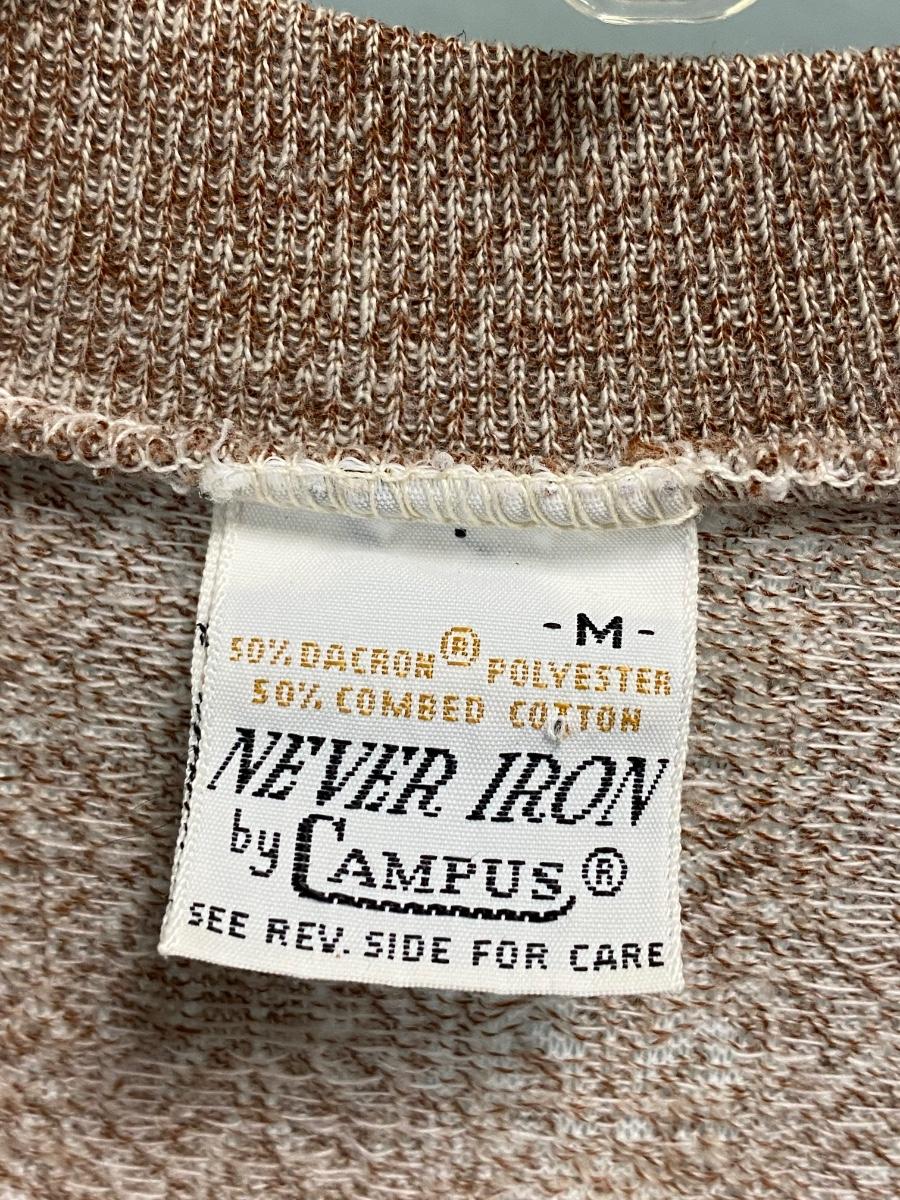 -M-
50% DACRON® POLYESTER
50% COMBED COTTON
NEVER IRON
by CAMPUS ®
SEE REV. SIDE FOR CARE